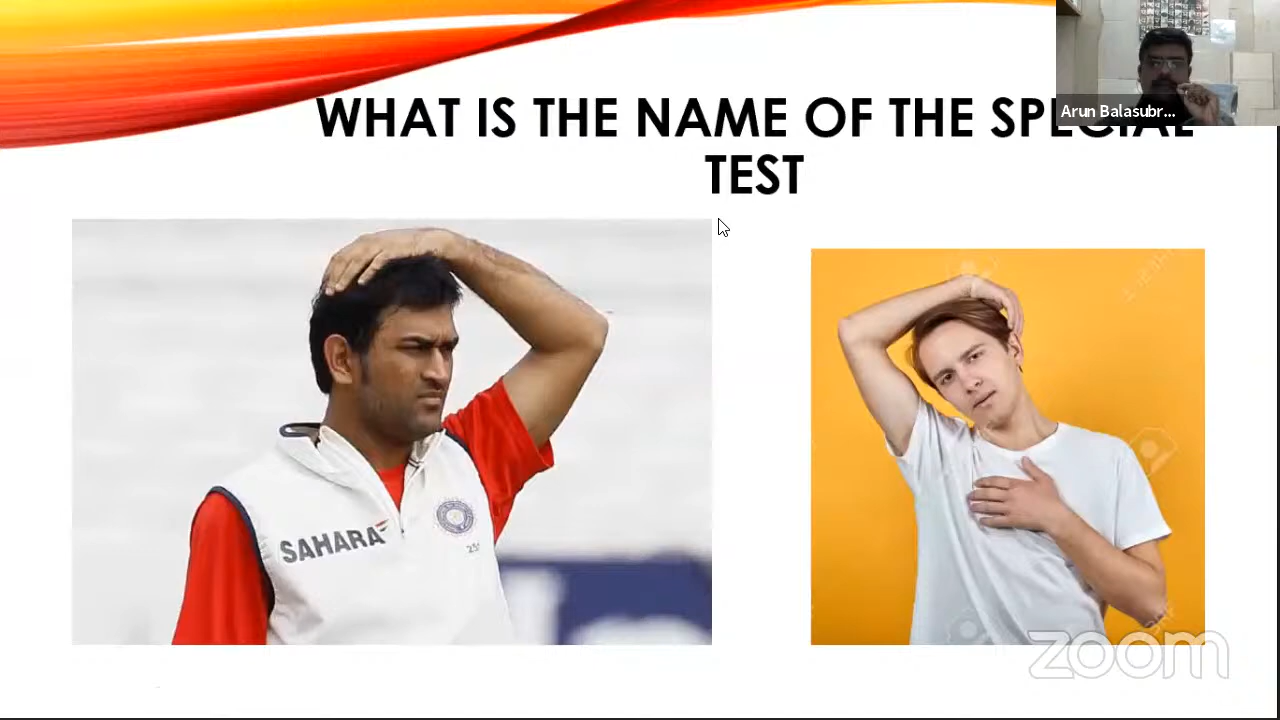 WHAT IS THE NAME OF THE SPECIAL
TEST
Arun Balasubr...
SAHARA
zoom